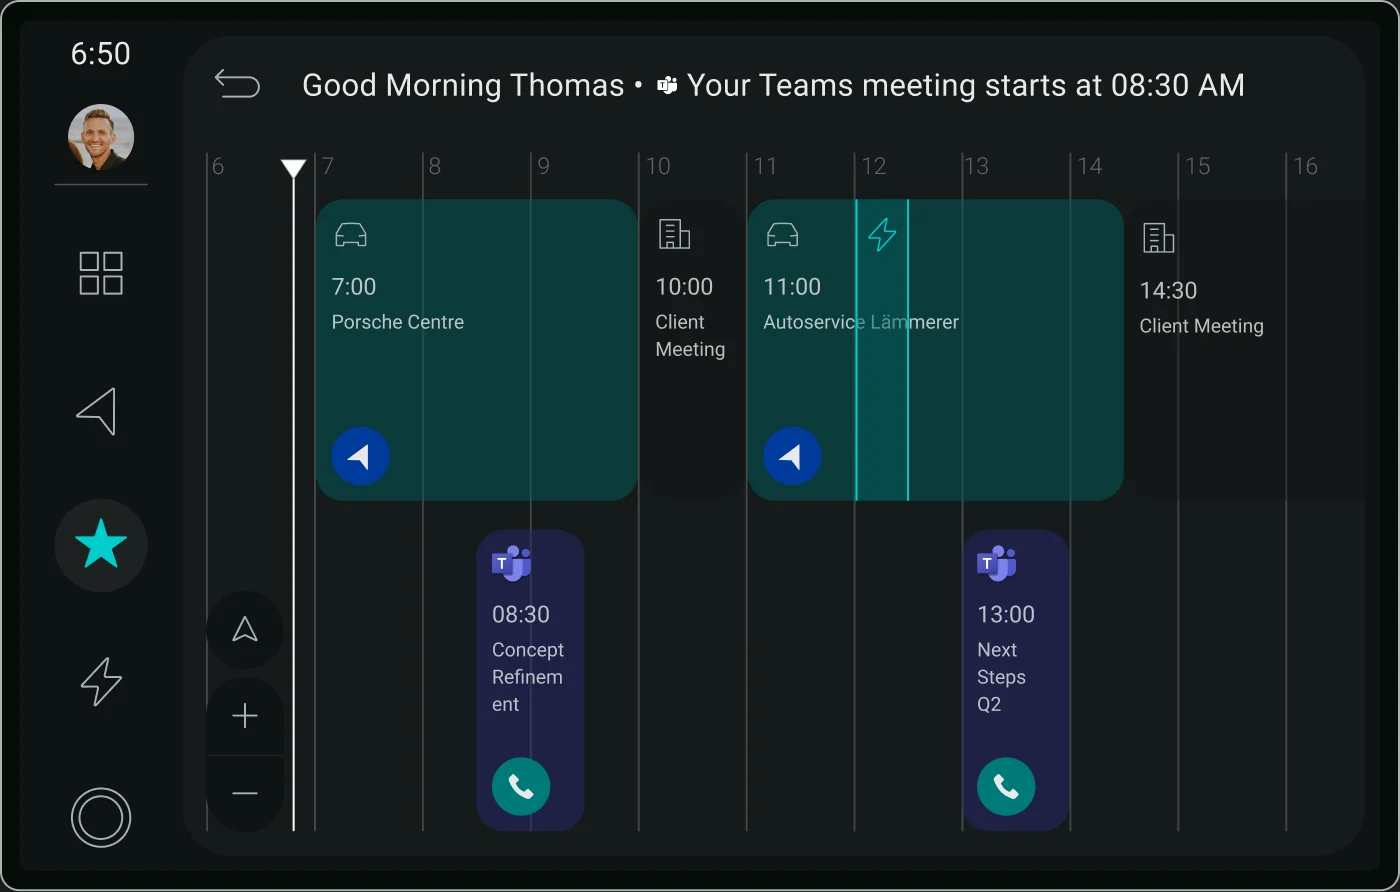 6:50
Good Morning Thomas • Your Teams meeting starts at 08:30 AM
6 7 8 9 10 11 12 13 14 15 16
7:00
Porsche Centre
10:00
Client
Meeting
11:00
Autoservice Lämmerer
14:30
Client Meeting
T
08:30
Concept
Refinem
ent
T
13:00
Next
Steps
Q2